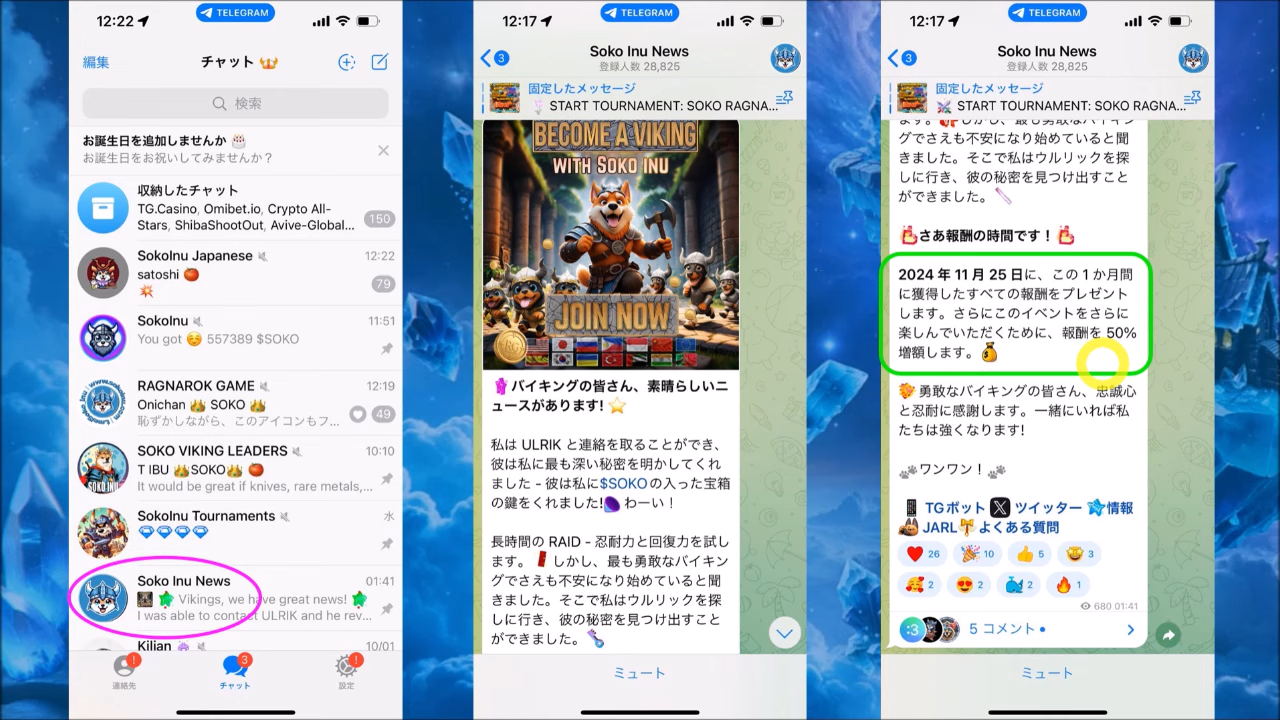 12:22
TELEGRAM
編集
チャット
検索
お誕生日を追加しませんか
お誕生日をお祝いしてみませんか？
収納したチャット
TG.Casino, Omibet.io, Crypto All-
Stars, ShibaShootOut, Avive-Global...
150
SokoInu Japanese
12:22
satoshi
79
SokoInu
11:51
You got 😌 557389 $SOKO
RAGNAROK GAME
12:19
Onichan 👑 SOKO 👑
恥ずかしながら、このアイコンもフ...
49
SOKO VIKING LEADERS
10:10
T IBU 👑SOKO👑
It would be great if knives, rare metals,...
SokoInu Tournaments
水
💎💎💎💎
Soko Inu News
01:41
Vikings, we have great news!
I was able to contact ULRIK and he rev...
Kilian
10/01
連絡先
チャット
3
設定
12:17
TELEGRAM
3
Soko Inu News
登録人数 28,825
固定したメッセージ
START TOURNAMENT: SOKO RAGNA...
BECOME A VIKING
WITH SOKO INU
JOIN NOW
バイキングの皆さん、素晴らしいニ
ュースがあります!
私は ULRIK と連絡を取ることができ、
彼は私に最も深い秘密を明かしてくれ
ました - 彼は私に$SOKO の入った宝箱
の鍵をくれました! わーい！
長時間の RAID - 忍耐力と回復力を試し
ます。 しかし、最も勇敢なバイキン
グでさえも不安になり始めていると聞
きました。そこで私はウルリックを探
しに行き、彼の秘密を見つけ出すこと
ができました。
ミュート
12:17
TELEGRAM
3
Soko Inu News
登録人数 28,825
固定したメッセージ
START TOURNAMENT: SOKO RAGNA...
ます。 しかし、最も勇敢なバイキン
グでさえも不安になり始めていると聞
きました。そこで私はウルリックを探
しに行き、彼の秘密を見つけ出すこと
ができました。
さあ報酬の時間です！
2024 年 11 月 25 日に、この 1 か月間
に獲得したすべての報酬をプレゼント
します。さらにこのイベントをさらに
楽しんでいただくために、報酬を 50%
増額します。
勇敢なバイキングの皆さん、忠誠心
と忍耐に感謝します。一緒にいれば私
たちは強くなります!
ワンワン！
TG ボット X ツイッター 情報
JARL よくある質問
26 10 5 3
2 2 2 1
680 01:41
5 コメント
ミュート